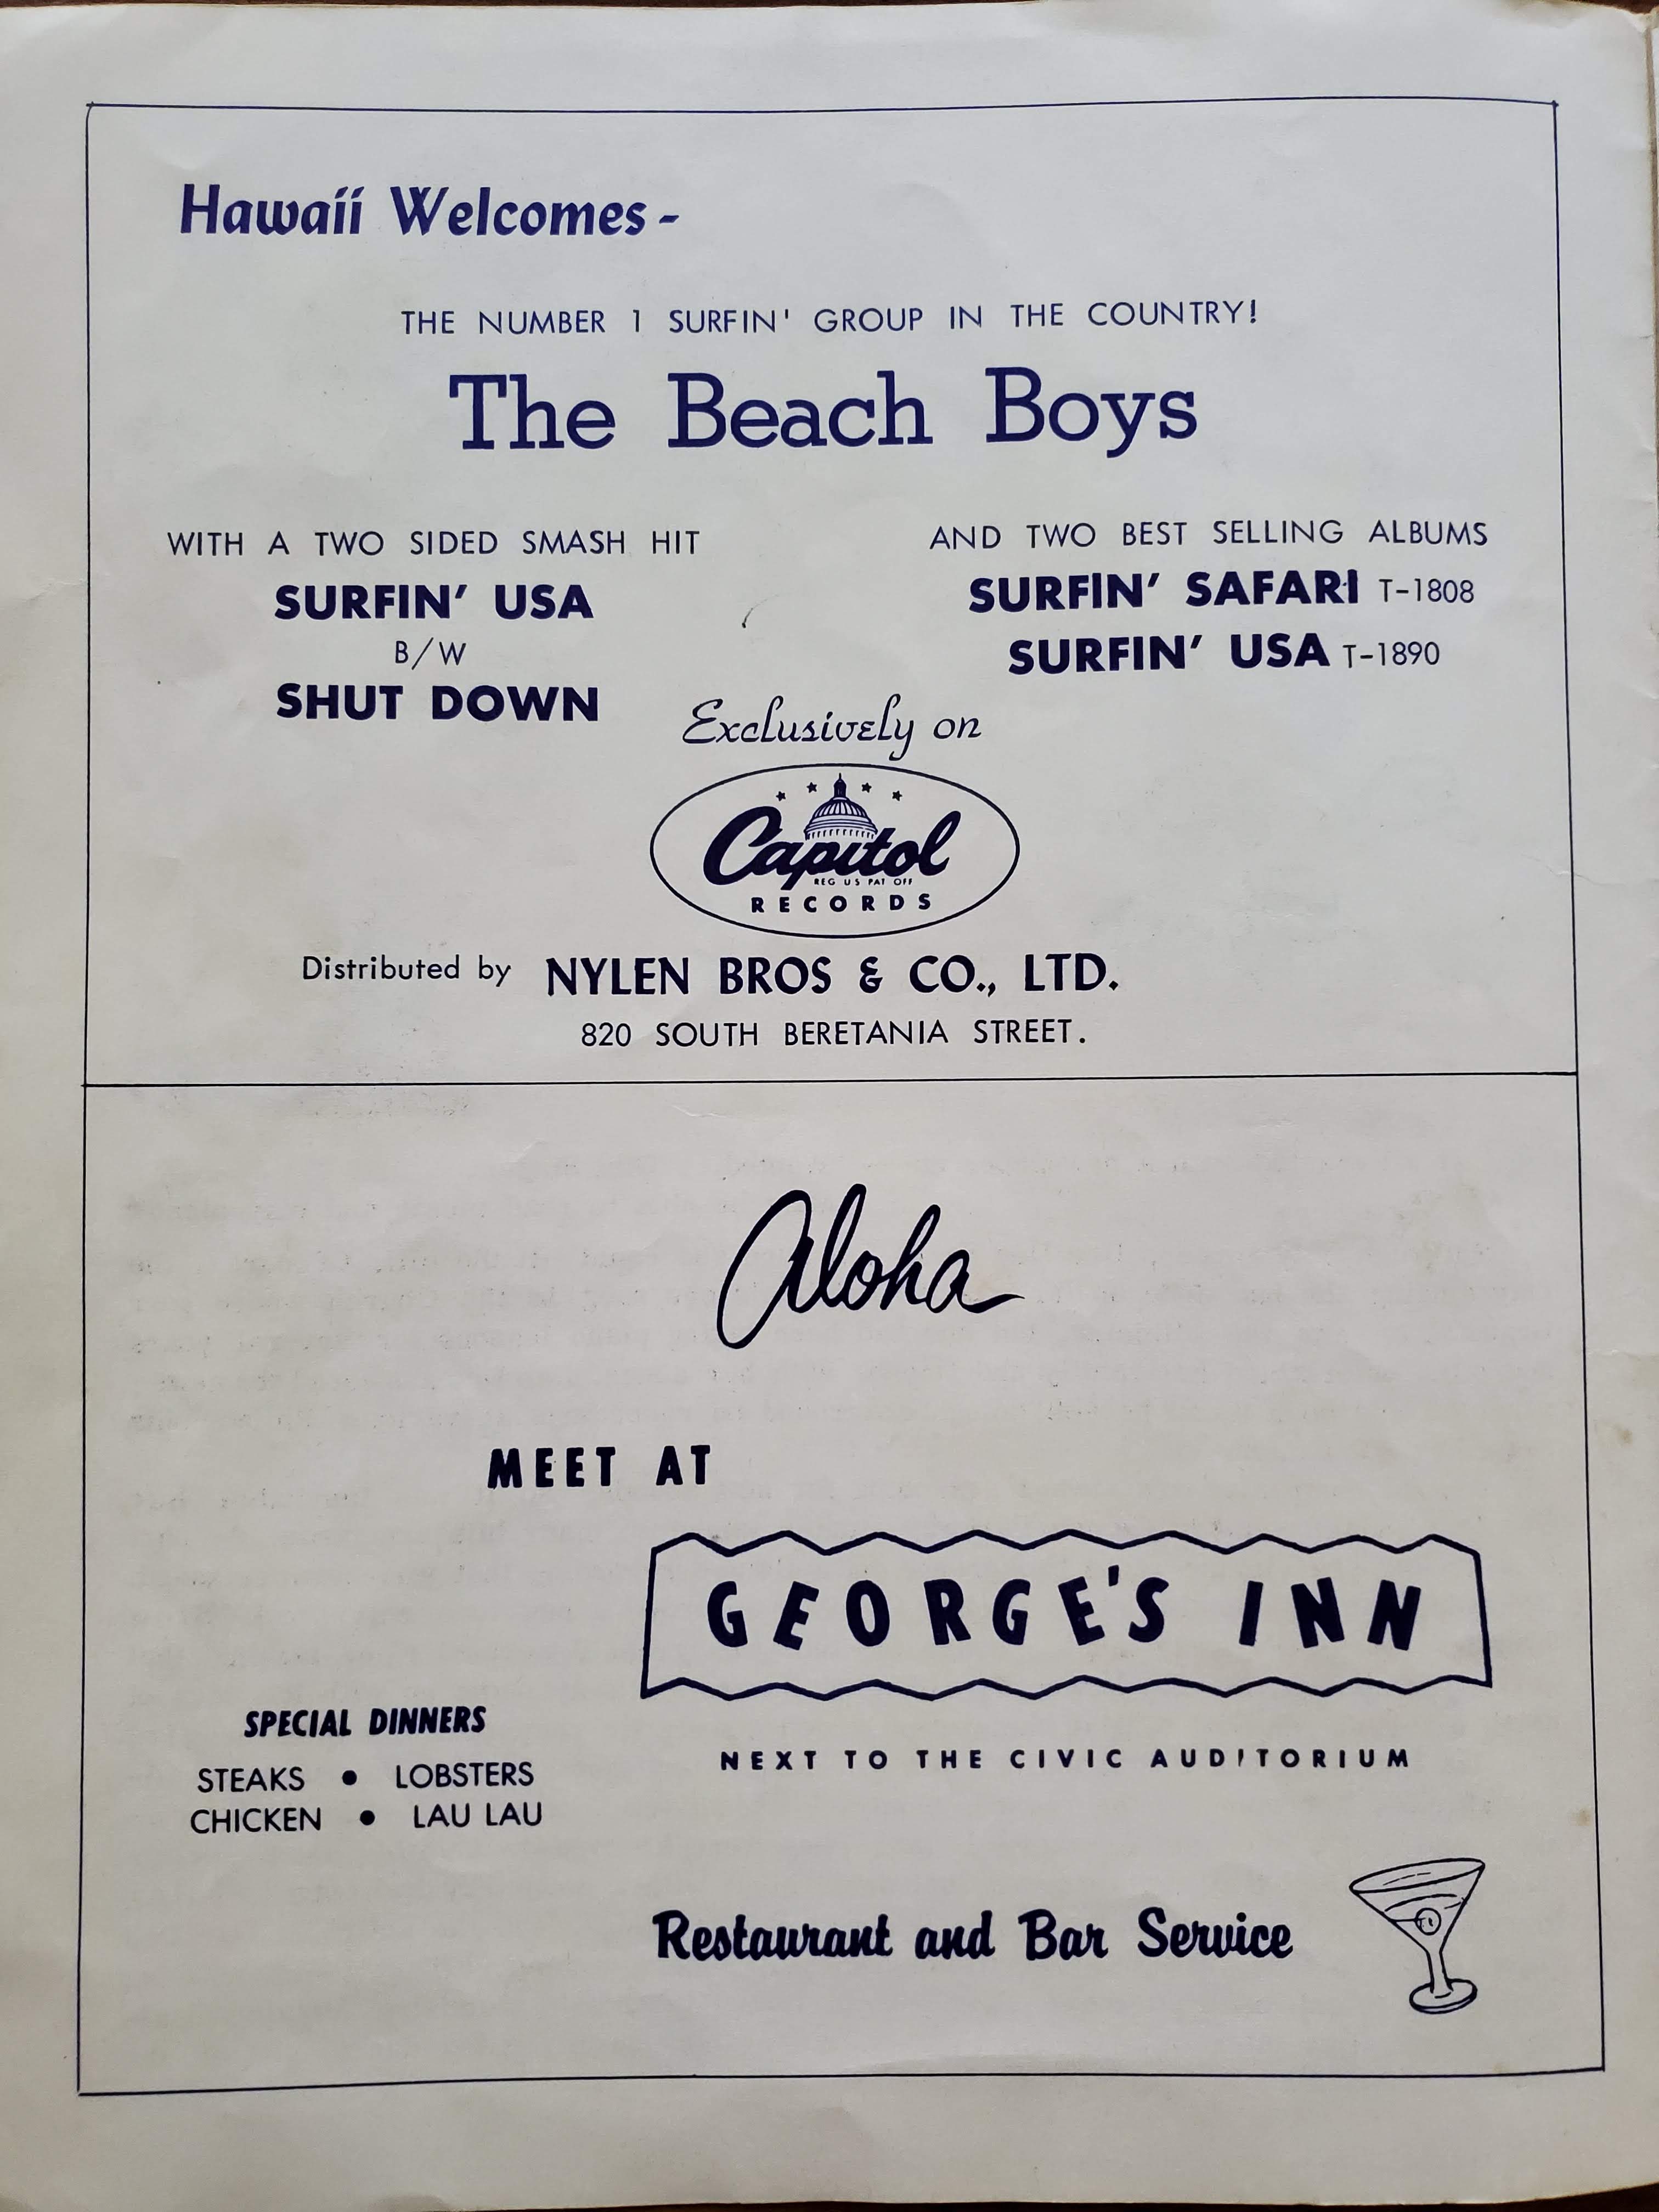 Hawaii Welcomes -
THE NUMBER 1 SURFIN' GROUP IN THE COUNTRY!
The Beach Boys
WITH A TWO SIDED SMASH HIT
SURFIN' USA
B/W
SHUT DOWN
AND TWO BEST SELLING ALBUMS
SURFIN' SAFARI T-1808
SURFIN' USA T-1890
Exclusively on
Capitol
REG US PAT OFF
RECORDS
Distributed by NYLEN BROS & CO., LTD.
820 SOUTH BERETANIA STREET.
Aloha
MEET AT
GEORGE'S INN
NEXT TO THE CIVIC AUDITORIUM
SPECIAL DINNERS
STEAKS • LOBSTERS
CHICKEN • LAU LAU
Restaurant and Bar Service